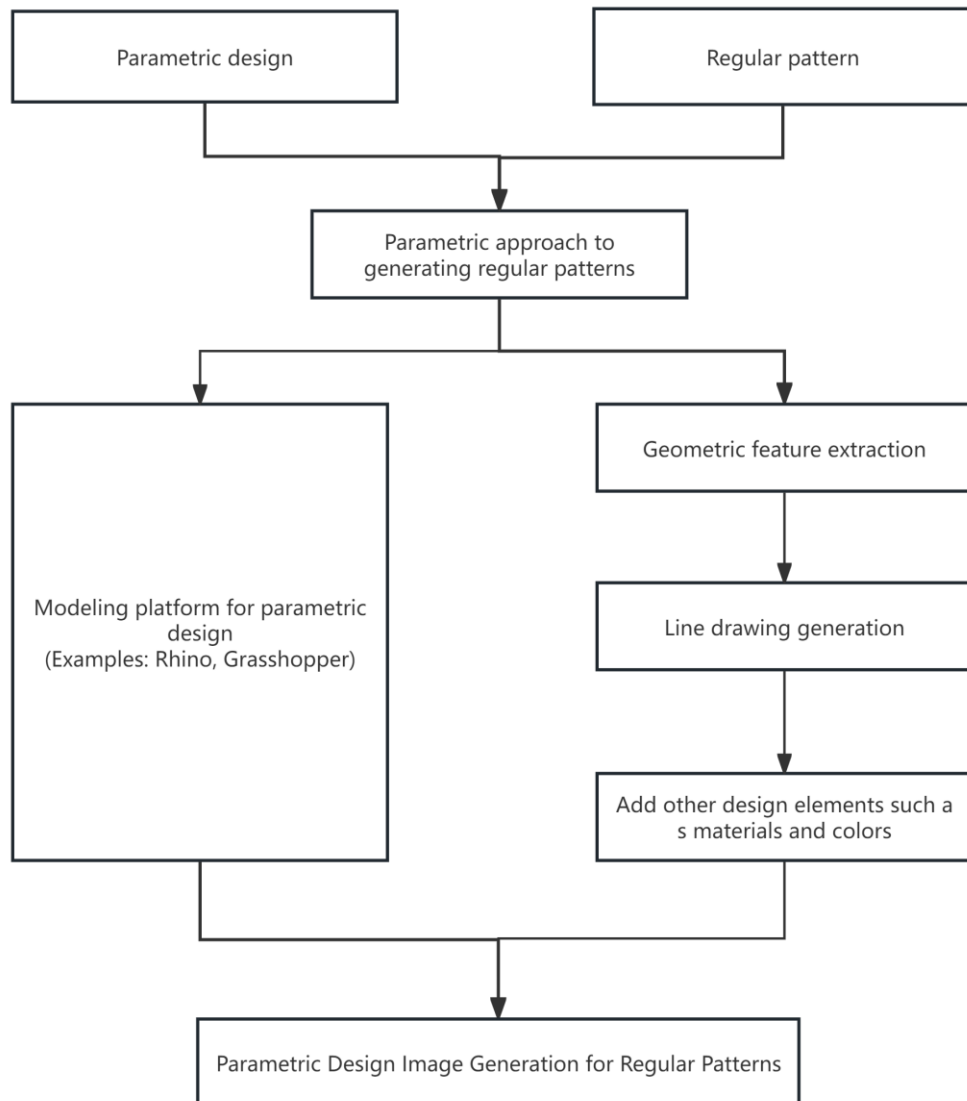 Parametric design
Regular pattern
Parametric approach to
generating regular patterns
Modeling platform for parametric
design
(Examples: Rhino, Grasshopper)
Geometric feature extraction
Line drawing generation
Add other design elements such a
s materials and colors
Parametric Design Image Generation for Regular Patterns